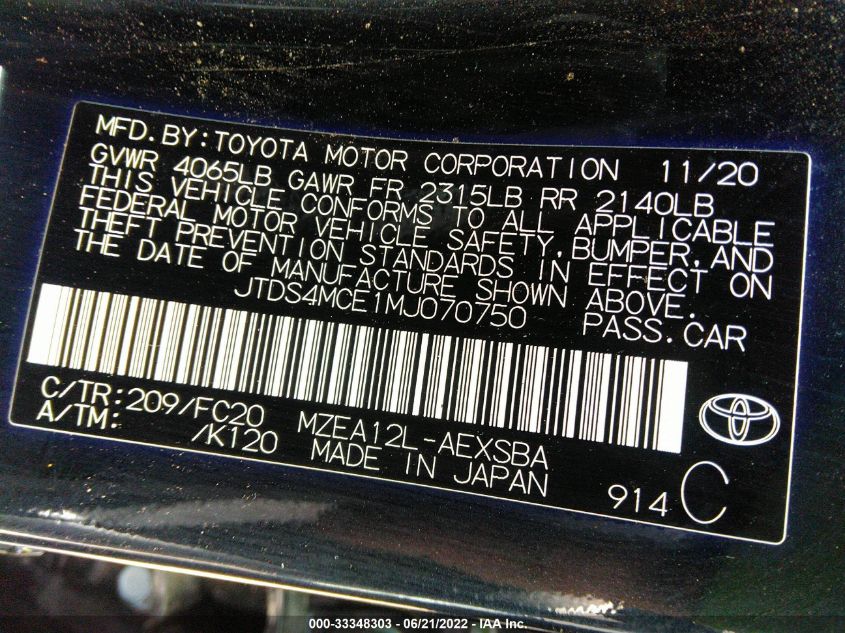 MFD.BY:TOYOTA MOTOR CORPORATION 11/20
GVWR 4065LB GAWR FR 2315LB RR 2140LB
THIS VEHICLE CONFORMS TO ALL APPLICABLE
FEDERAL MOTOR VEHICLE SAFETY,BUMPER,AND
THEFT PREVENTION STANDARDS IN EFFECT ON
THE DATE OF MANUFACTURE SHOWN ABOVE.
JTDS4MCE1MJ070750 PASS.CAR
C/TR:209/FC20 MZEA12L-AEXSBA
A/TM: /K120 MADE IN JAPAN
914 C
000-33348303 - 06/21/2022 - IAA Inc.